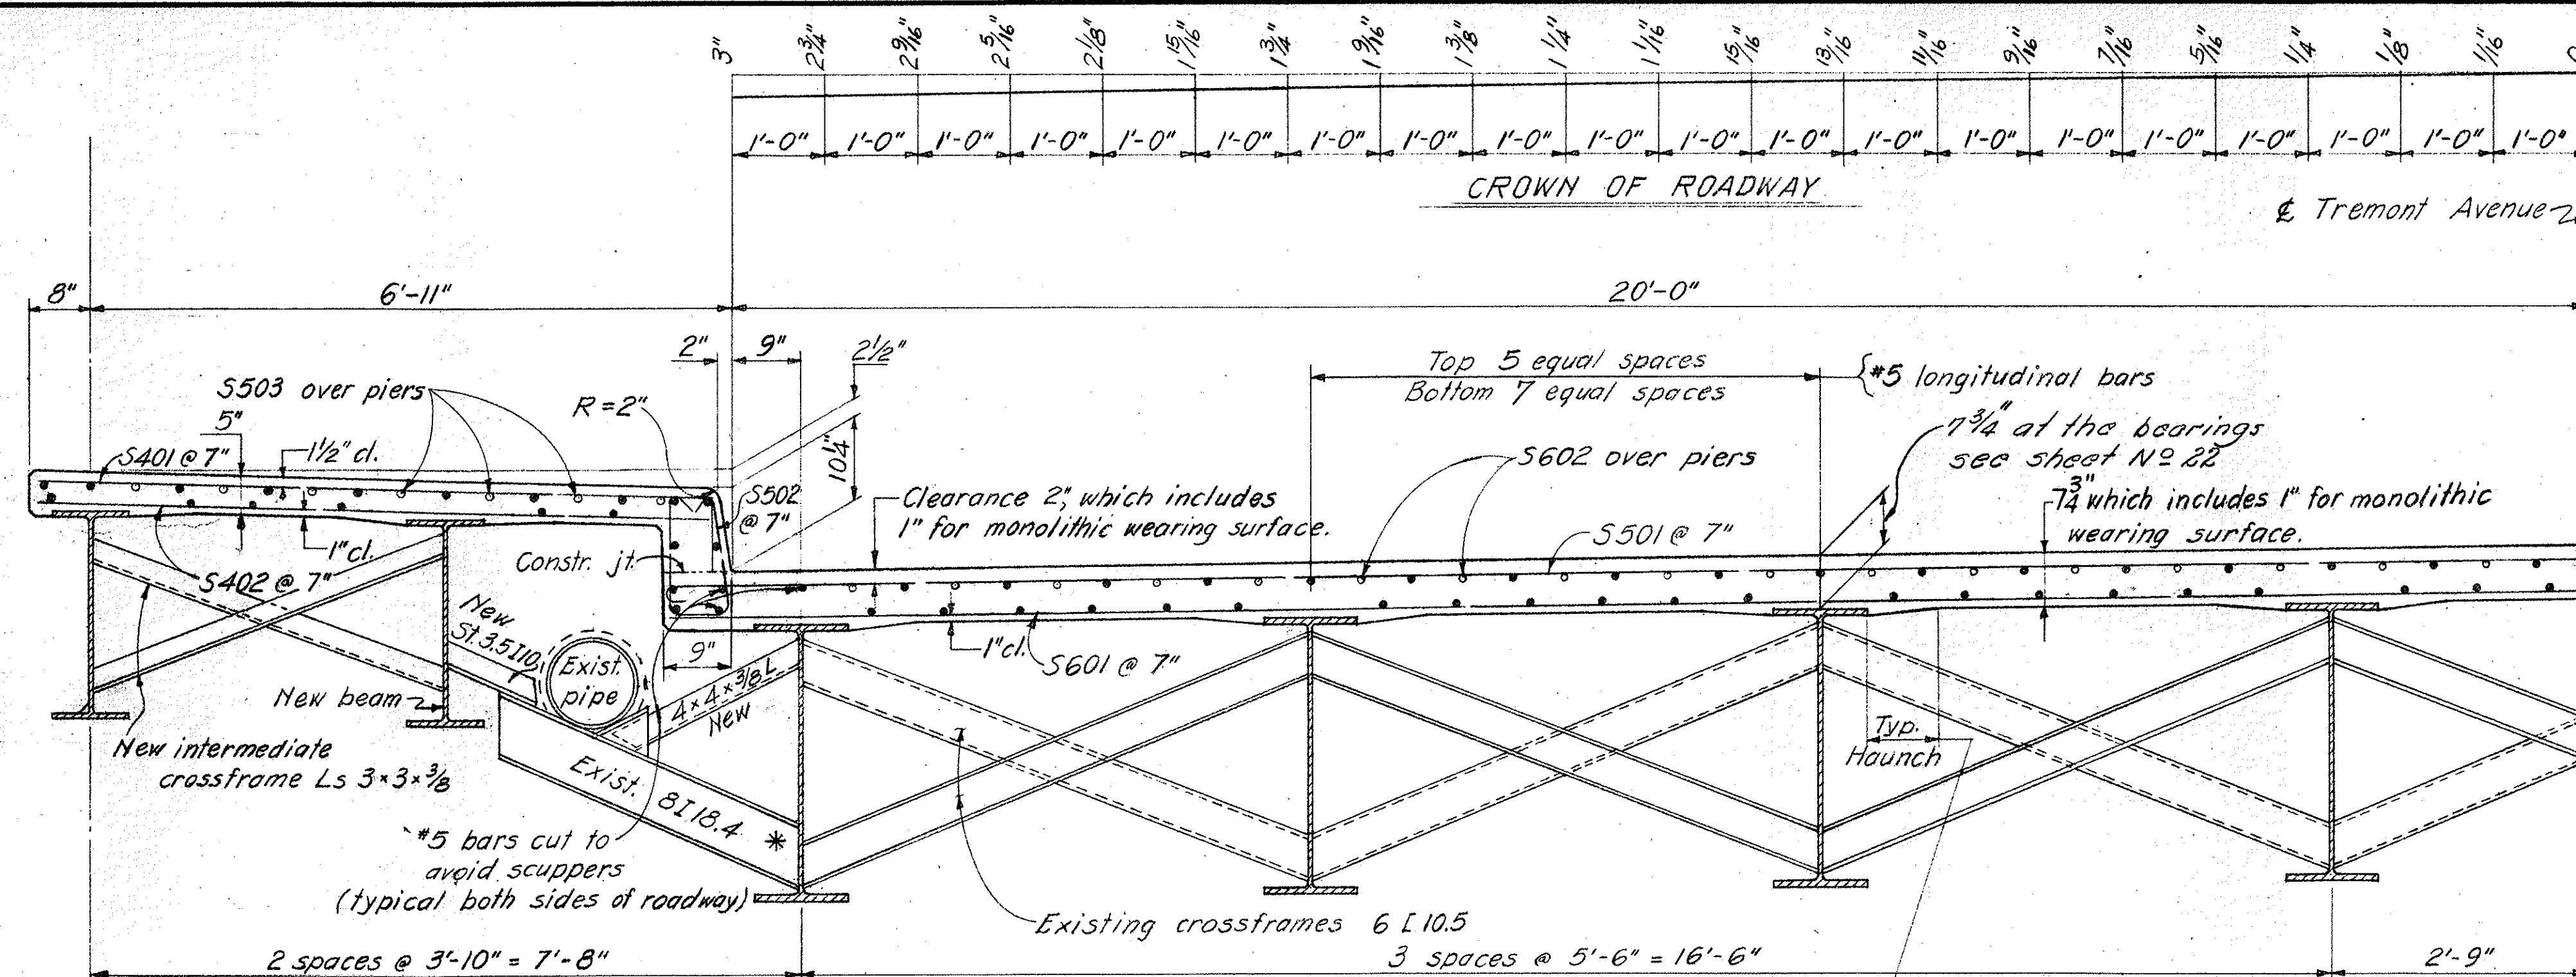 3" 2 3/4" 2 9/16" 2 5/16" 2 1/8" 1 15/16" 1 3/4" 1 9/16" 1 3/8" 1 1/4" 1 1/16" 15/16" 13/16" 11/16" 9/16" 7/16" 5/16" 1/4" 1/8" 1/16" 0
1'-0" 1'-0" 1'-0" 1'-0" 1'-0" 1'-0" 1'-0" 1'-0" 1'-0" 1'-0" 1'-0" 1'-0" 1'-0" 1'-0" 1'-0" 1'-0" 1'-0" 1'-0" 1'-0" 1'-0"
CROWN OF ROADWAY
℄ Tremont Avenue
8" 6'-11" 20'-0"
2" 9" 2 1/2"
Top 5 equal spaces
Bottom 7 equal spaces
#5 longitudinal bars
S503 over piers
R = 2"
5"
S401 @ 7"
1 1/2" cl.
10 1/4"
7 3/4" at the bearings
see sheet Nº 22
S602 over piers
S502
@ 7"
Clearance 2", which includes
1" for monolithic wearing surface.
S501 @ 7"
7 3/4" which includes 1" for monolithic
wearing surface.
1" cl.
Constr. jt.
S402 @ 7"
New
St. 3.5 I 10
Exist.
pipe
9"
1" cl.
S601 @ 7"
4 x 4 x 3/8 L
New
New beam
New intermediate
crossframe Ls 3 x 3 x 3/8
Exist. 8 I 18.4 *
Typ.
Haunch
#5 bars cut to
avoid scuppers
(typical both sides of roadway)
Existing crossframes 6 [ 10.5
2 spaces @ 3'-10" = 7'-8" 3 spaces @ 5'-6" = 16'-6" 2'-9"